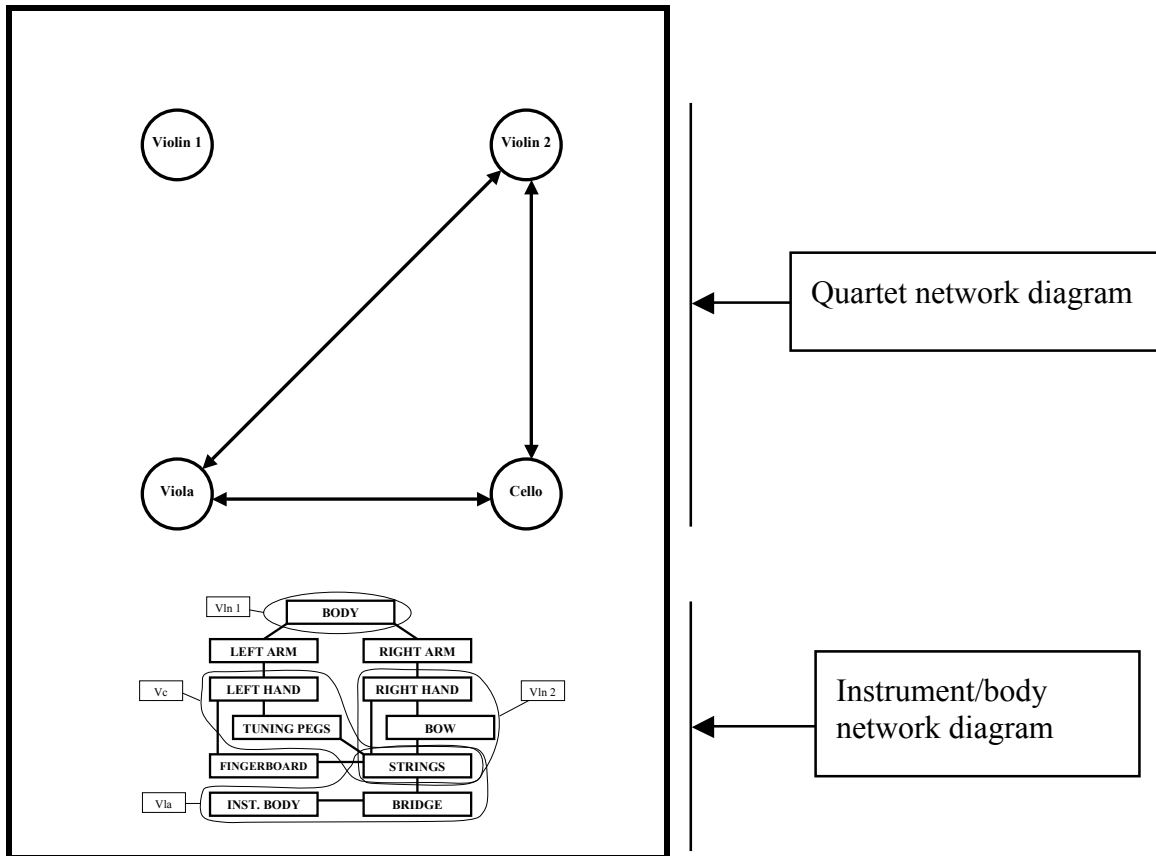 Violin 1
Violin 2
Quartet network diagram
Viola
Cello
Vln 1
BODY
LEFT ARM
RIGHT ARM
Vc
LEFT HAND
RIGHT HAND
Vln 2
TUNING PEGS
BOW
FINGERBOARD
STRINGS
Vla
INST. BODY
BRIDGE
Instrument/body
network diagram